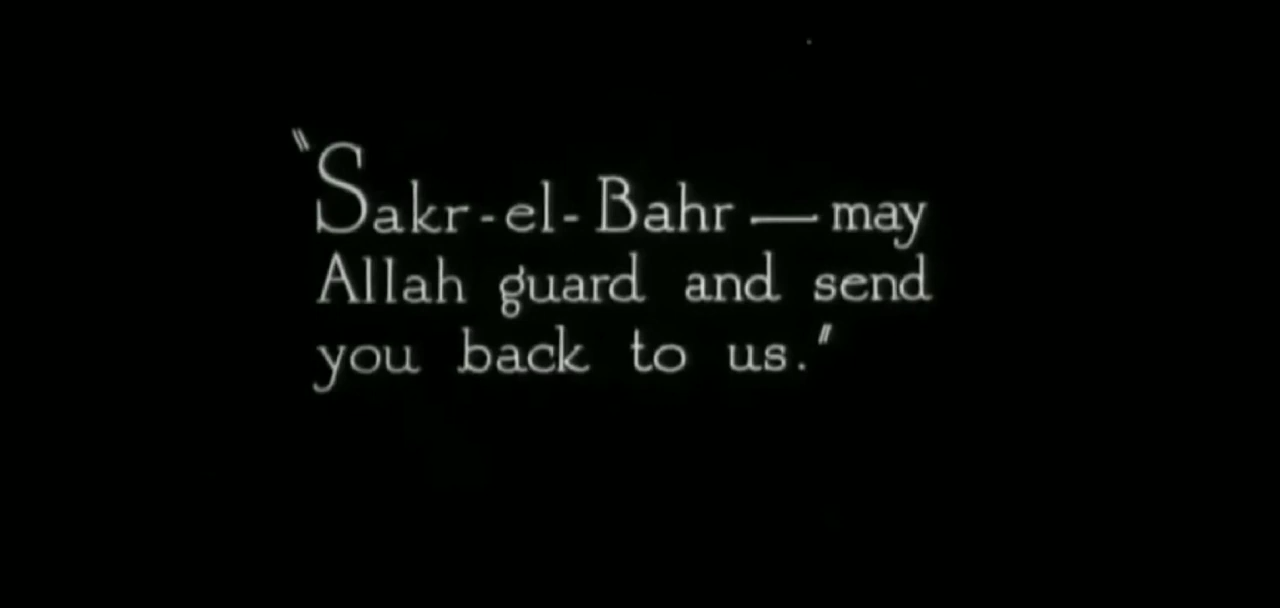 "Sakr-el-Bahr — may
Allah guard and send
you back to us."